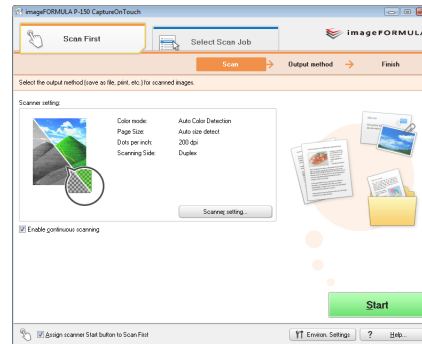 imageFORMULA P-150 CaptureOnTouch
Scan First
Select Scan Job
imageFORMULA
Scan
Output method
Finish
Select the output method (save as file, print, etc.) for scanned images.
Scanner setting:
Color mode: Auto Color Detection
Page Size: Auto size detect
Dots per inch: 200 dpi
Scanning Side: Duplex
Scanner setting...
Enable continuous scanning
Start
Assign scanner Start button to Scan First
Environ. Settings
? Help...